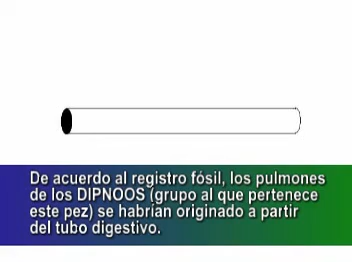 De acuerdo al registro fósil, los pulmones
de los DIPNOOS (grupo al que pertenece
este pez) se habrían originado a partir
del tubo digestivo.